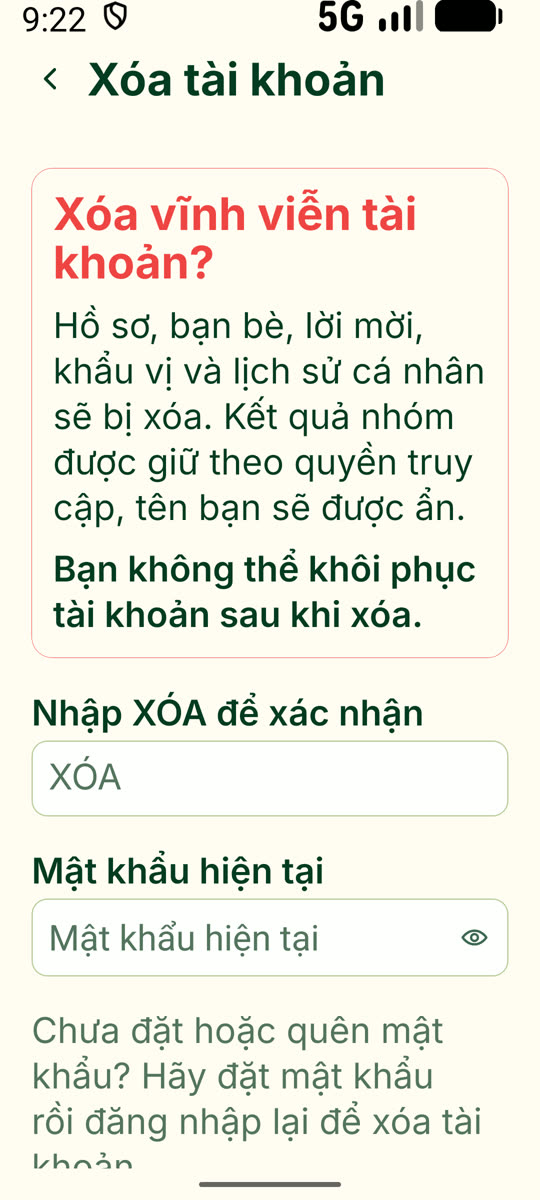 9:22
5G
Xóa tài khoản
Xóa vĩnh viễn tài
khoản?
Hồ sơ, bạn bè, lời mời,
khẩu vị và lịch sử cá nhân
sẽ bị xóa. Kết quả nhóm
được giữ theo quyền truy
cập, tên bạn sẽ được ẩn.
Bạn không thể khôi phục
tài khoản sau khi xóa.
Nhập XÓA để xác nhận
XÓA
Mật khẩu hiện tại
Mật khẩu hiện tại
Chưa đặt hoặc quên mật
khẩu? Hãy đặt mật khẩu
rồi đăng nhập lại để xóa tài
khoản